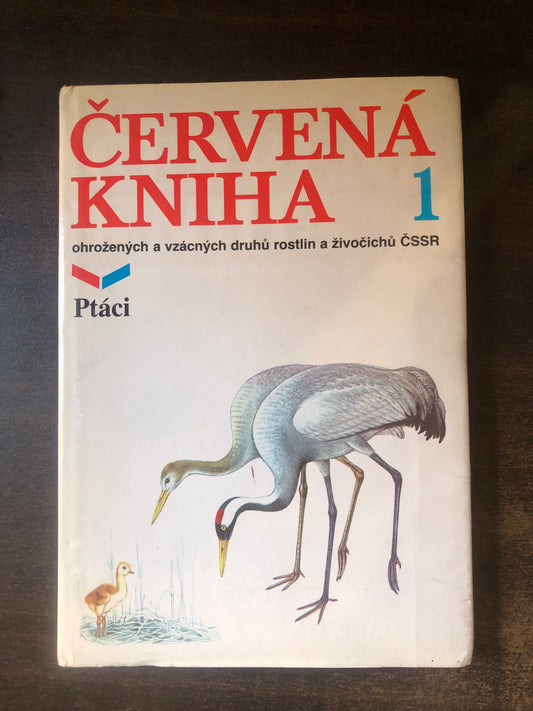 ČERVENÁ
KNIHA 1
ohrožených a vzácných druhů rostlin a živočichů ČSSR
Ptáci